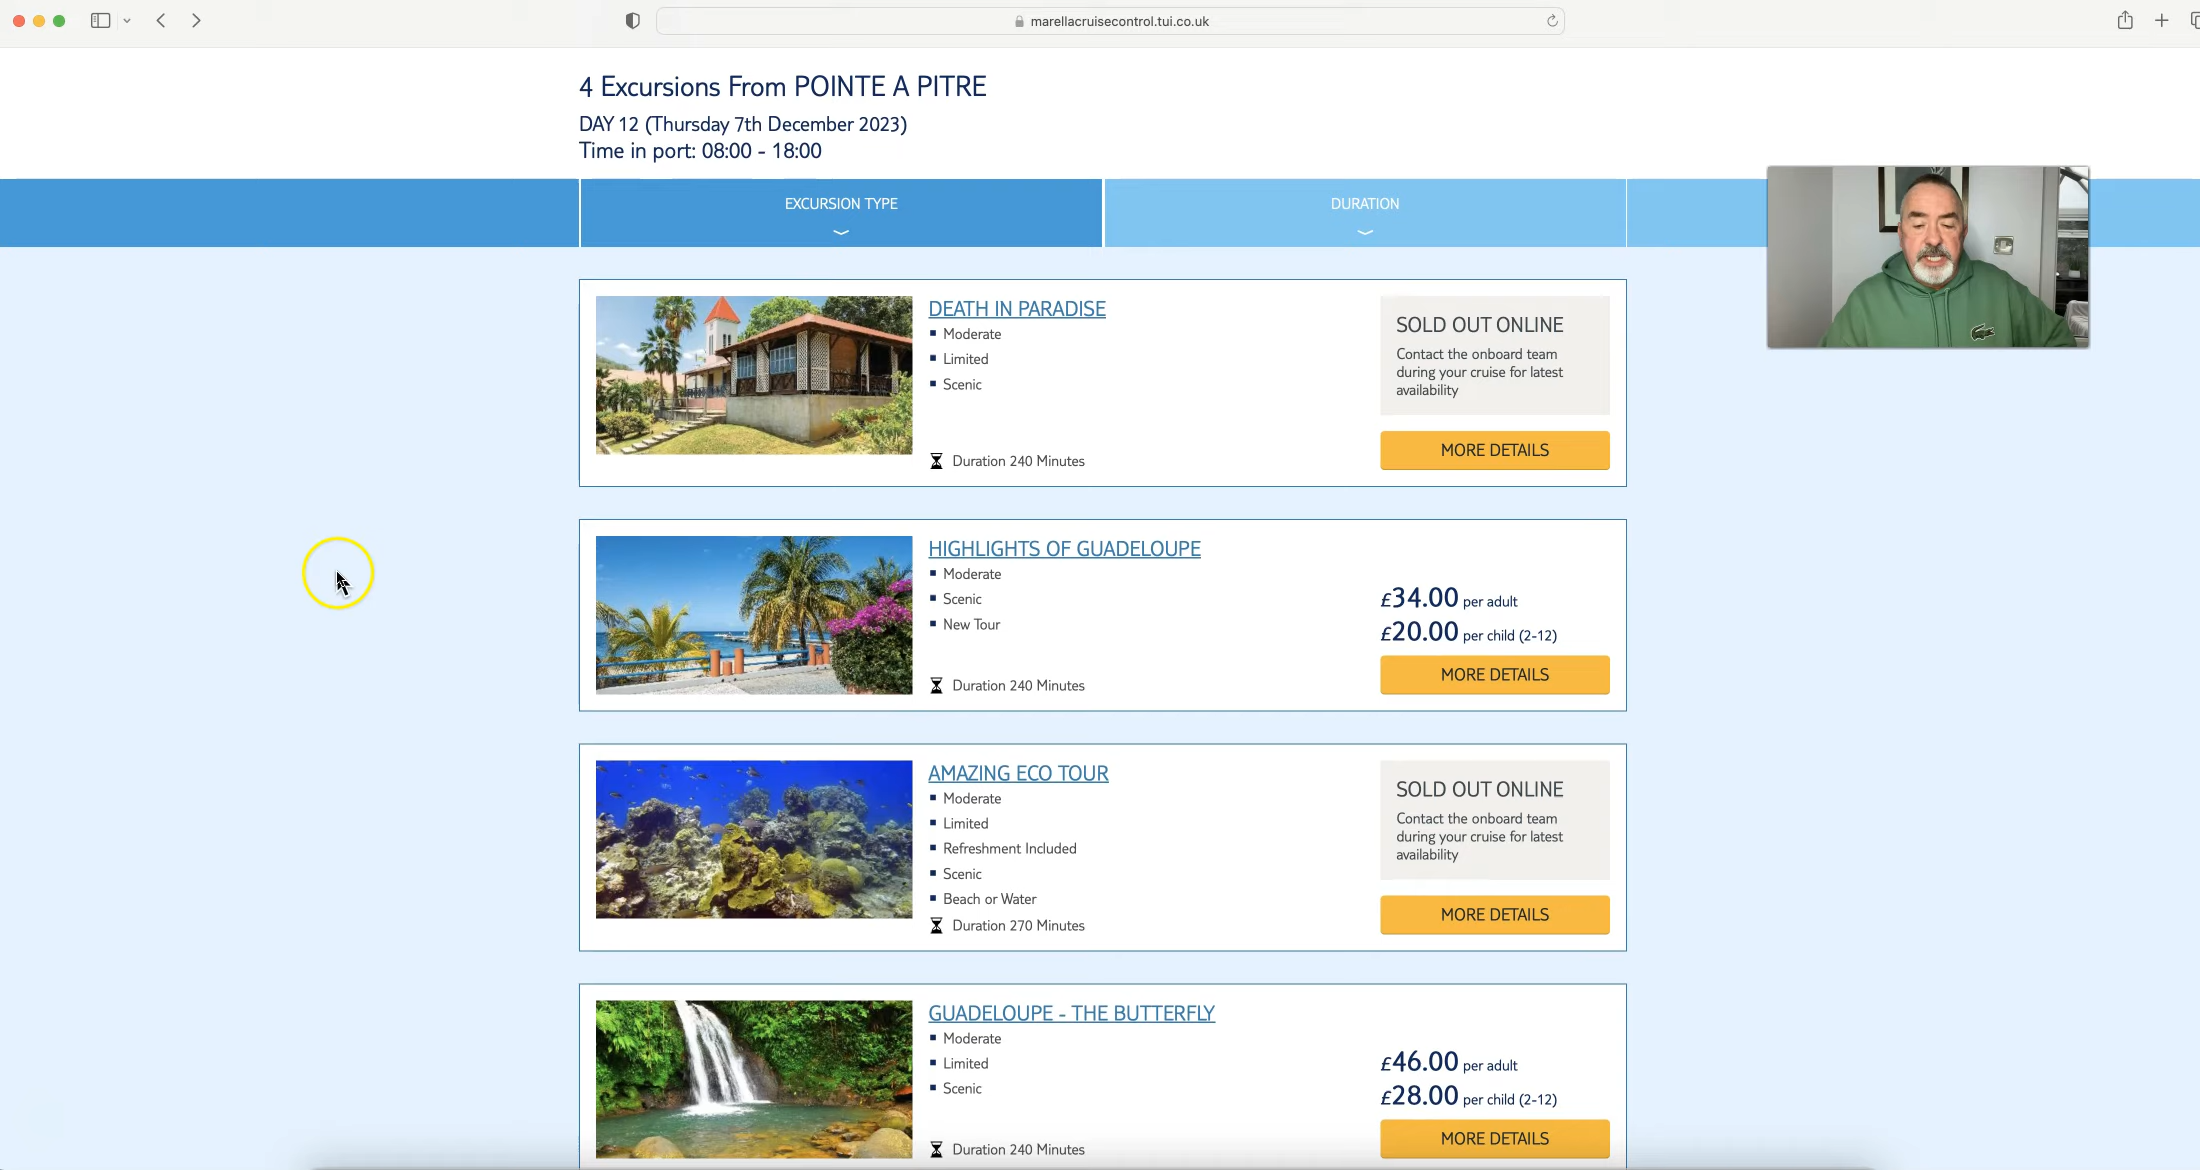 marellacruisecontrol.tui.co.uk
4 Excursions From POINTE A PITRE
DAY 12 (Thursday 7th December 2023)
Time in port: 08:00 - 18:00
EXCURSION TYPE
DURATION
DEATH IN PARADISE
Moderate
Limited
Scenic
Duration 240 Minutes
SOLD OUT ONLINE
Contact the onboard team
during your cruise for latest
availability
MORE DETAILS
HIGHLIGHTS OF GUADELOUPE
Moderate
Scenic
New Tour
Duration 240 Minutes
£34.00 per adult
£20.00 per child (2-12)
MORE DETAILS
AMAZING ECO TOUR
Moderate
Limited
Refreshment Included
Scenic
Beach or Water
Duration 270 Minutes
SOLD OUT ONLINE
Contact the onboard team
during your cruise for latest
availability
MORE DETAILS
GUADELOUPE - THE BUTTERFLY
Moderate
Limited
Scenic
Duration 240 Minutes
£46.00 per adult
£28.00 per child (2-12)
MORE DETAILS